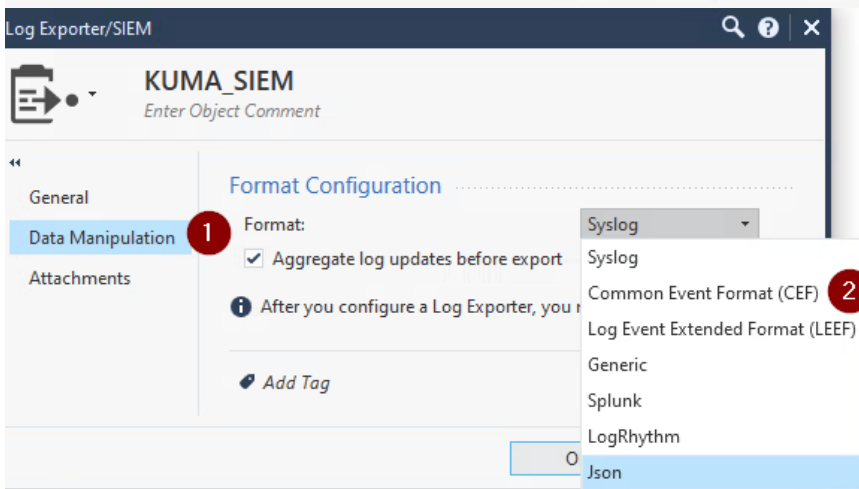 Log Exporter/SIEM
KUMA_SIEM
Enter Object Comment
General
Data Manipulation
Attachments
1
Format Configuration
Format:
Syslog
Aggregate log updates before export
After you configure a Log Exporter, you
Add Tag
Syslog
Common Event Format (CEF)
2
Log Event Extended Format (LEEF)
Generic
Splunk
LogRhythm
Json